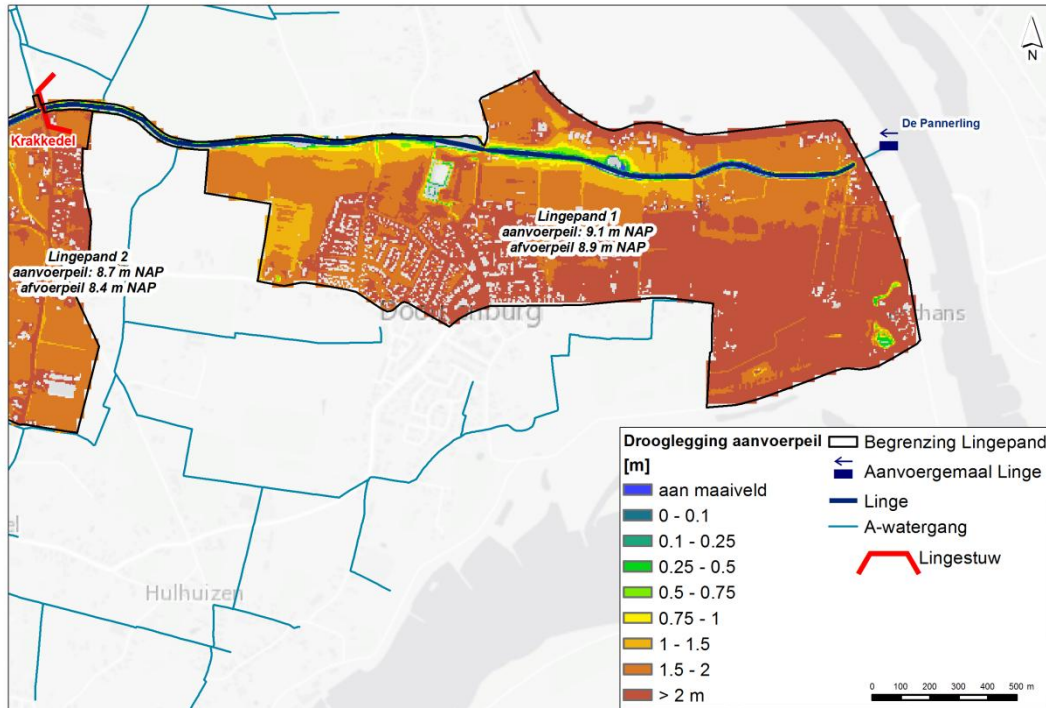 N
De Pannerling
Krakkedel
Lingepand 1
aanvoerpeil: 9.1 m NAP
afvoerpeil 8.9 m NAP
Lingepand 2
aanvoerpeil: 8.7 m NAP
afvoerpeil 8.4 m NAP
Hulhuizen
Drooglegging aanvoerpeil
[m]
aan maaiveld
0 - 0.1
0.1 - 0.25
0.25 - 0.5
0.5 - 0.75
0.75 - 1
1 - 1.5
1.5 - 2
> 2 m
Begrenzing Lingepand
Aanvoergemaal Linge
Linge
A-watergang
Lingestuw
0 100 200 300 400 500 m